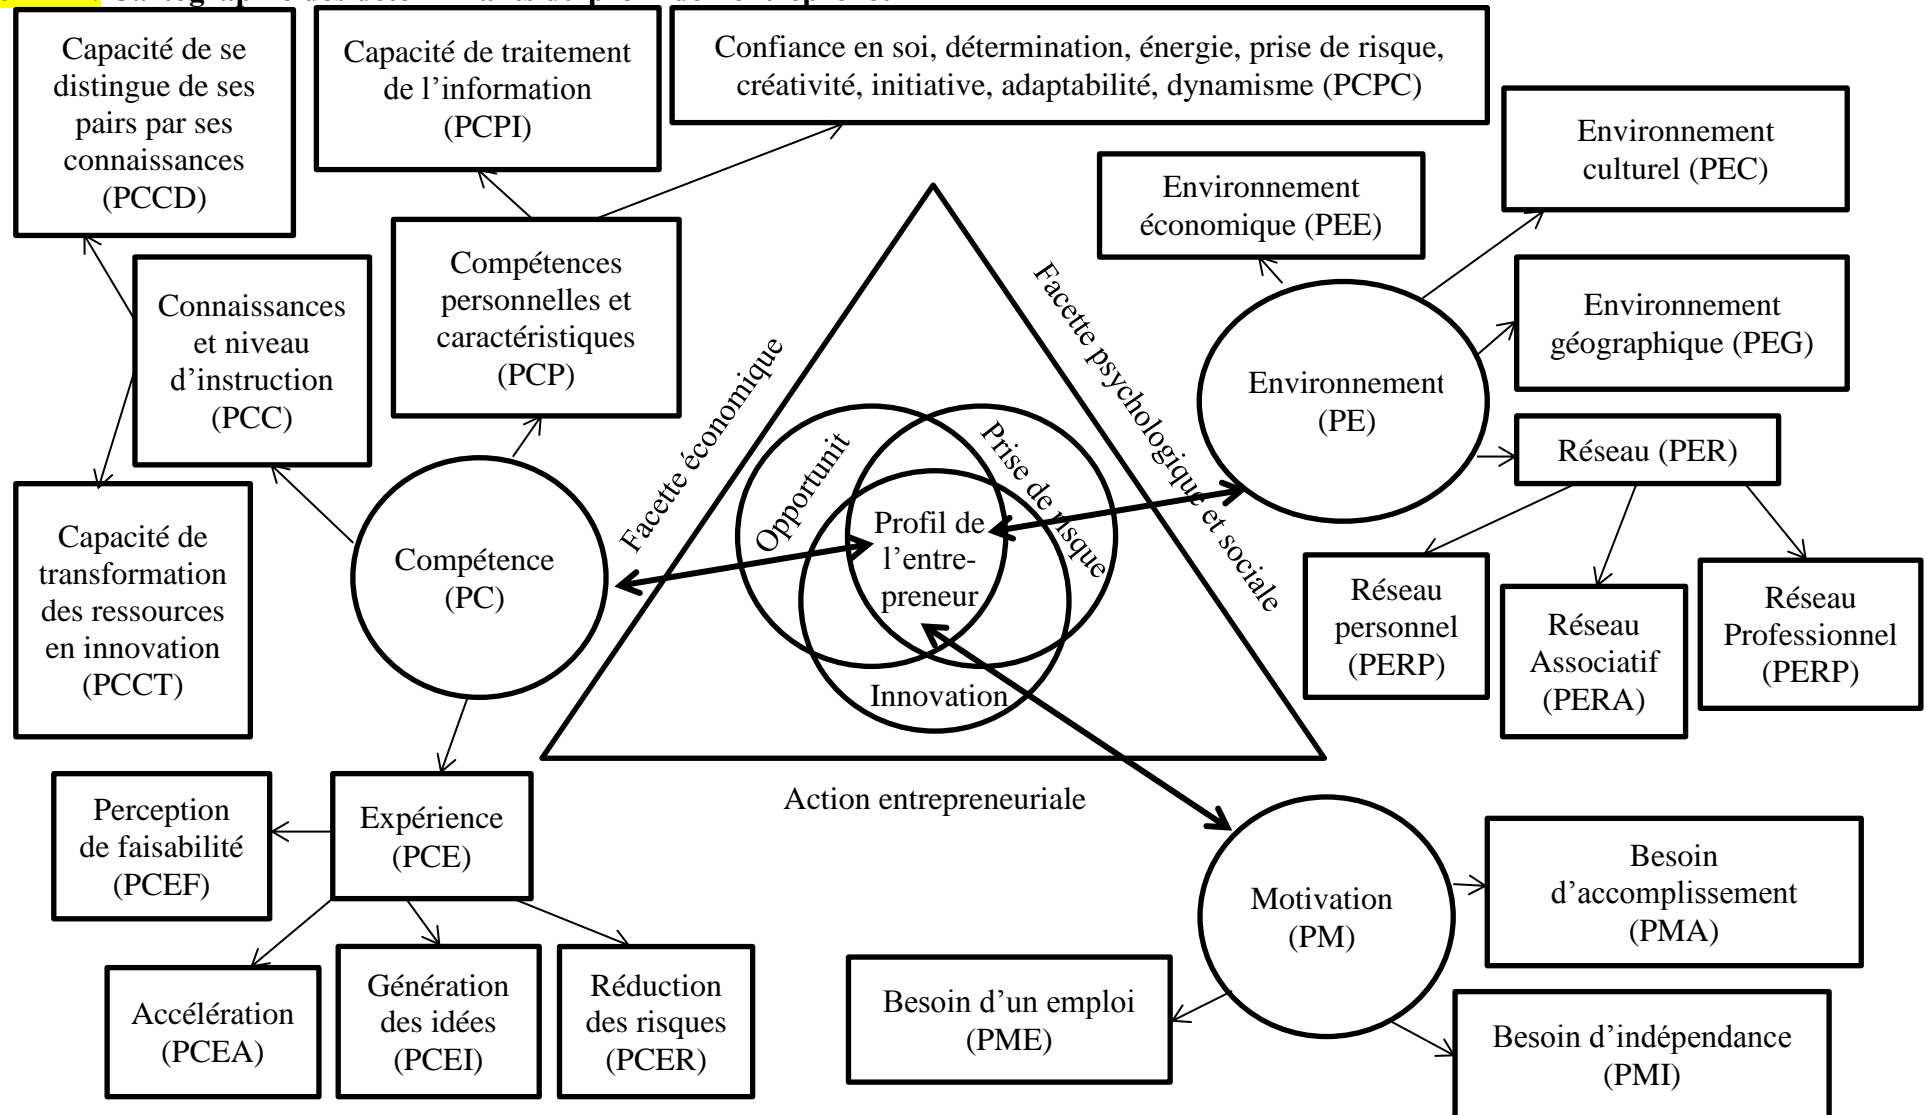 Capacité de se
distingue de ses
pairs par ses
connaissances
(PCCD)
Capacité de traitement
de l’information
(PCPI)
Confiance en soi, détermination, énergie, prise de risque,
créativité, initiative, adaptabilité, dynamisme (PCPC)
Environnement
culturel (PEC)
Environnement
économique (PEE)
Connaissances
et niveau
d’instruction
(PCC)
Compétences
personnelles et
caractéristiques
(PCP)
Environnement
géographique (PEG)
Environnement
(PE)
Réseau (PER)
Facette économique
Facette psychologique et sociale
Opportunit
Prise de risque
Profil de
l’entre-
preneur
Innovation
Action entrepreneuriale
Compétence
(PC)
Capacité de
transformation
des ressources
en innovation
(PCCT)
Réseau
personnel
(PERP)
Réseau
Associatif
(PERA)
Réseau
Professionnel
(PERP)
Perception
de faisabilité
(PCEF)
Expérience
(PCE)
Accélération
(PCEA)
Génération
des idées
(PCEI)
Réduction
des risques
(PCER)
Motivation
(PM)
Besoin
d’accomplissement
(PMA)
Besoin d’un emploi
(PME)
Besoin d’indépendance
(PMI)